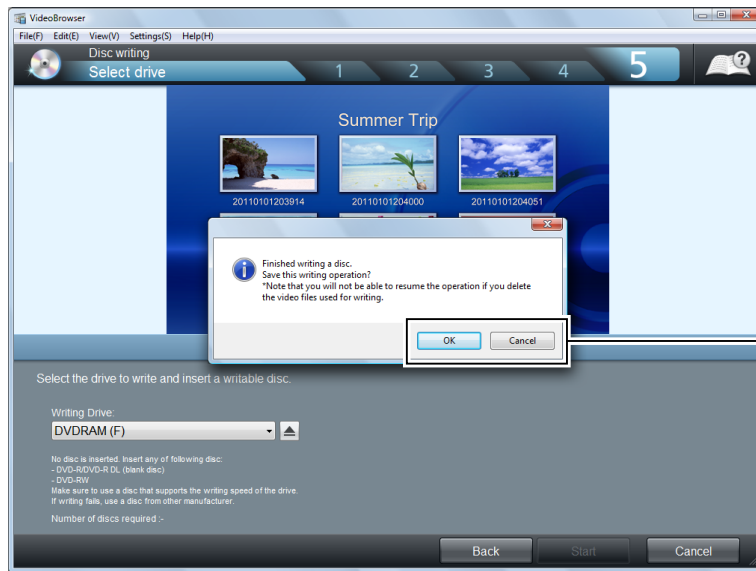 VideoBrowser
File(F) Edit(E) View(V) Settings(S) Help(H)
Disc writing
Select drive
1 2 3 4 5
?
Summer Trip
20110101203914 20110101204000 20110101204051
Finished writing a disc.
Save this writing operation?
*Note that you will not be able to resume the operation if you delete
the video files used for writing.
OK Cancel
Select the drive to write and insert a writable disc.
Writing Drive:
DVDRAM (F)
No disc is inserted. Insert any of following disc:
- DVD-R/DVD-R DL (blank disc)
- DVD-RW
Make sure to use a disc that supports the writing speed of the drive.
If writing fails, use a disc from other manufacturer.
Number of discs required :-
Back Start Cancel